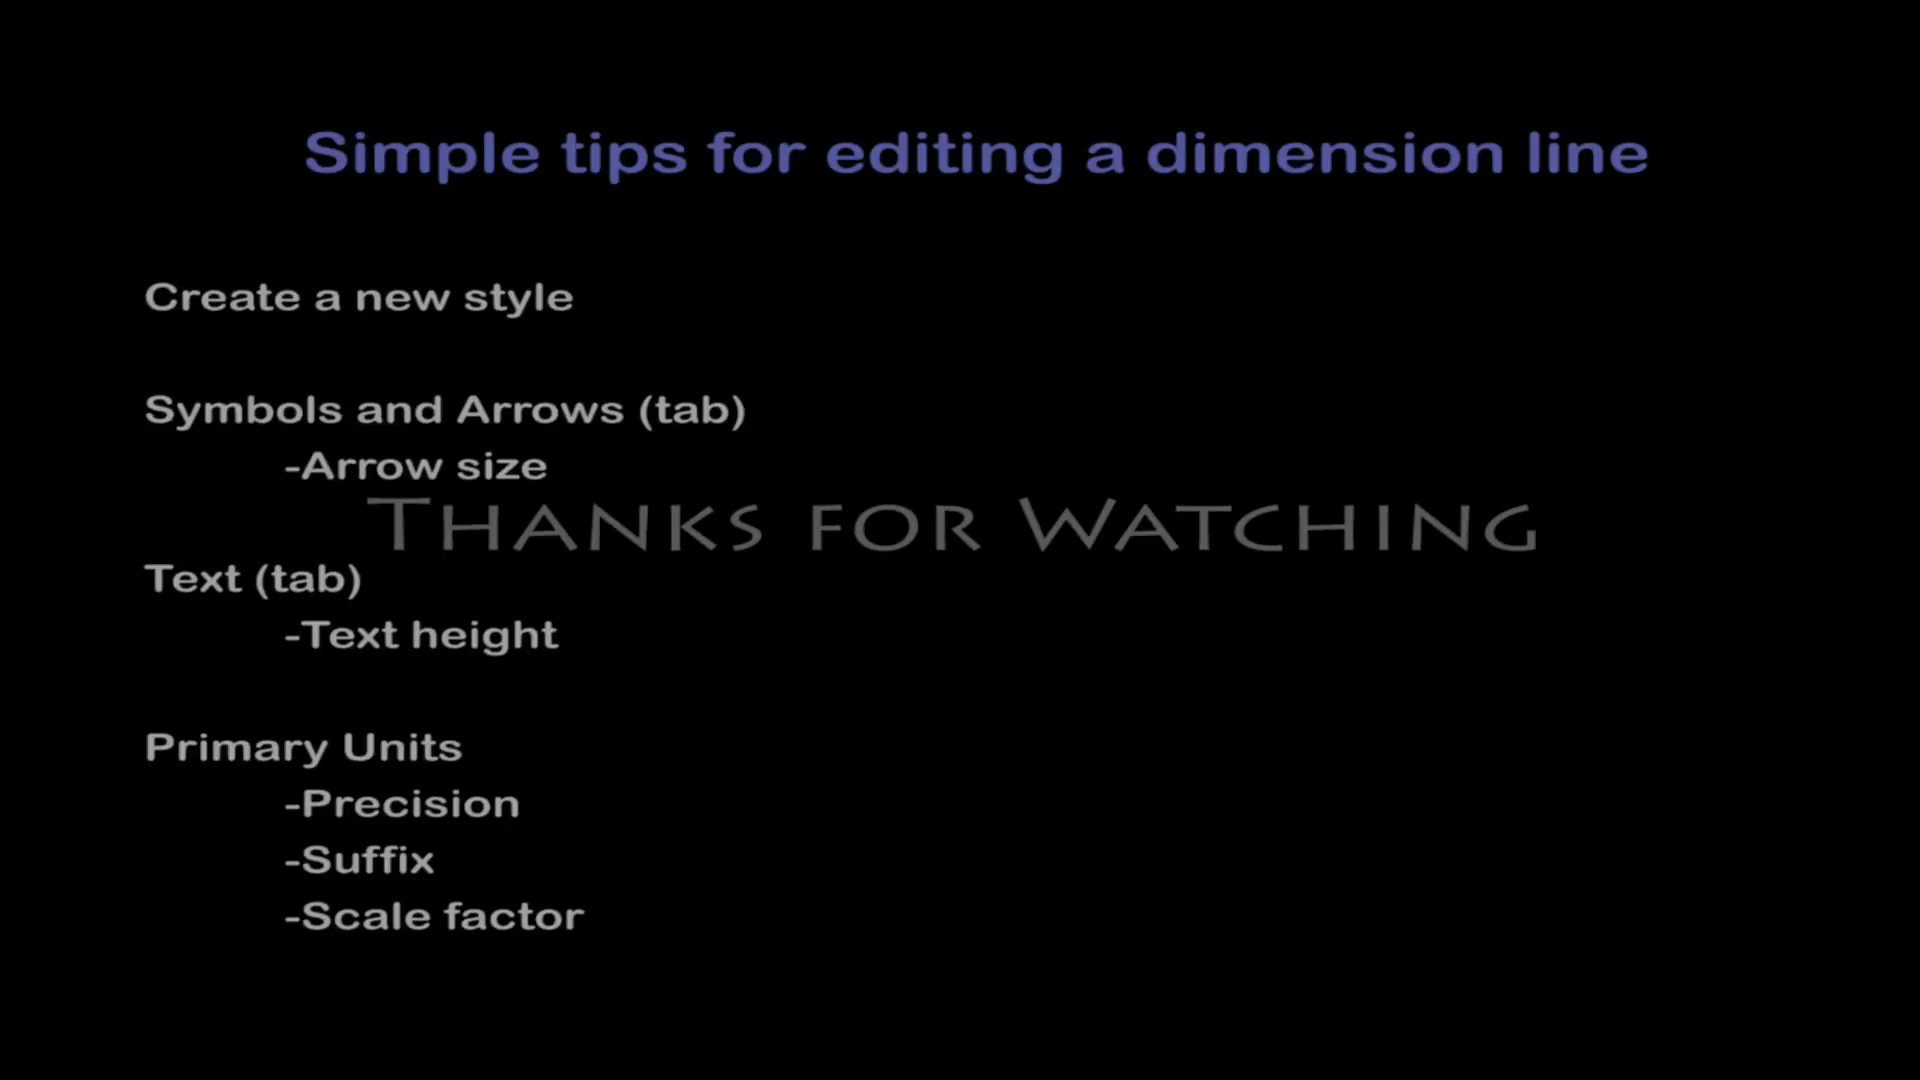 Simple tips for editing a dimension line
Create a new style
Symbols and Arrows (tab)
-Arrow size
THANKS FOR WATCHING
Text (tab)
-Text height
Primary Units
-Precision
-Suffix
-Scale factor